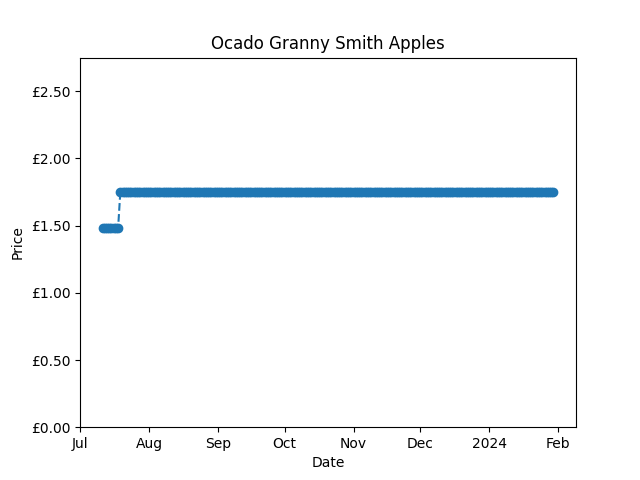 Ocado Granny Smith Apples
£2.50
£2.00
£1.50
£1.00
£0.50
£0.00
Price
Jul Aug Sep Oct Nov Dec 2024 Feb
Date